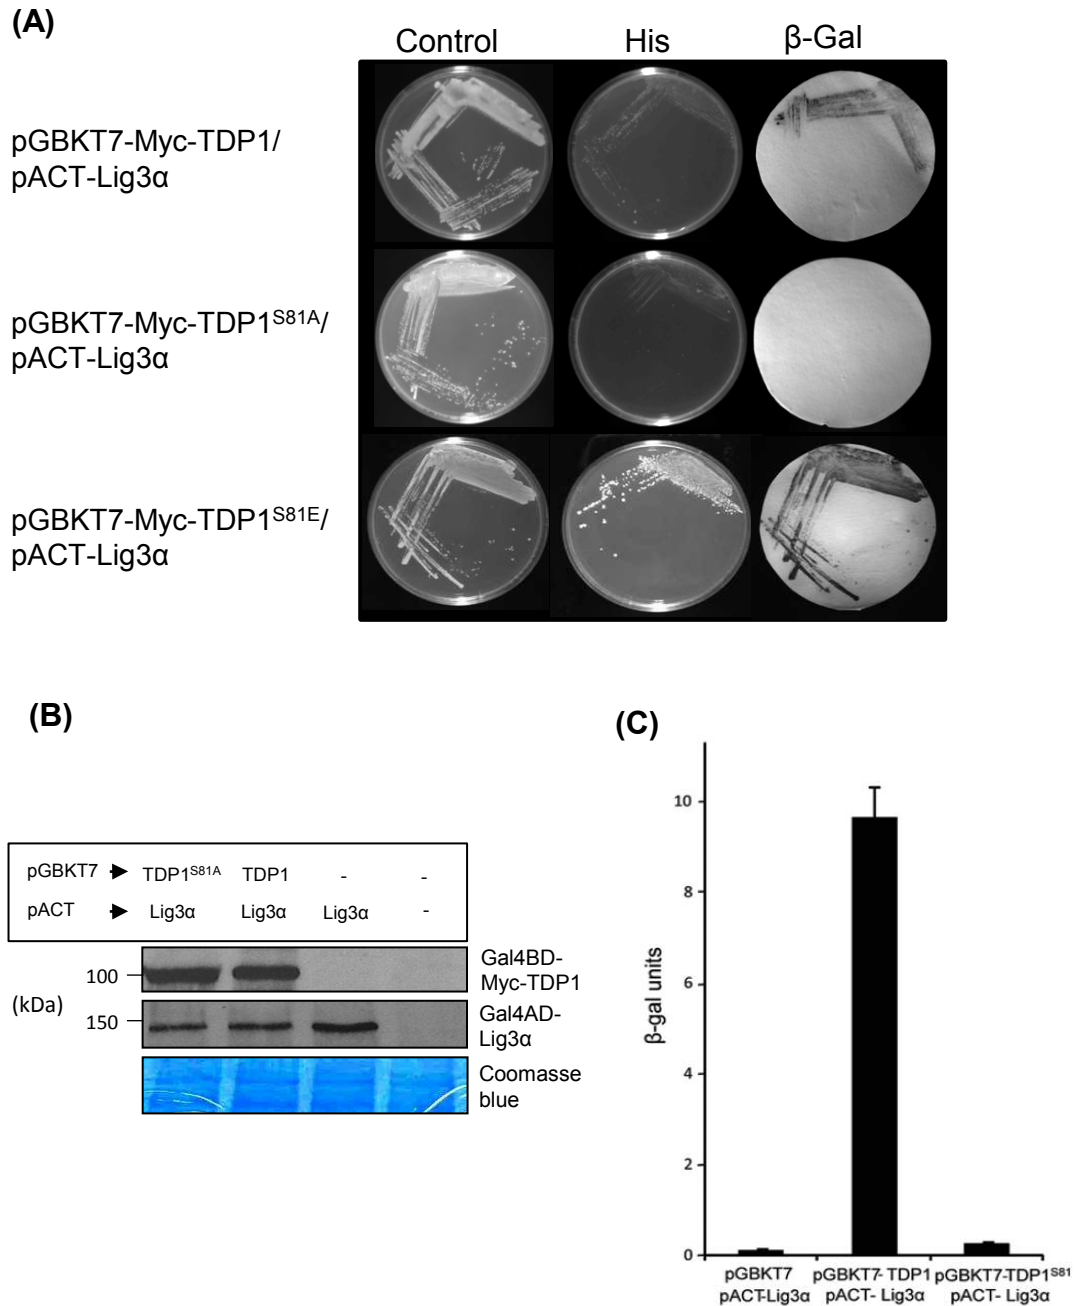 (A)
Control His β-Gal
pGBKT7-Myc-TDP1/
pACT-Lig3α
pGBKT7-Myc-TDP1S81A/
pACT-Lig3α
pGBKT7-Myc-TDP1S81E/
pACT-Lig3α
(B)
pGBKT7 TDP1S81A TDP1 - -
pACT Lig3α Lig3α Lig3α -
Gal4BD-
Myc-TDP1
100
(kDa)
150
Gal4AD-
Lig3α
Coomasse
blue
(C)
β-gal units
10
8
6
4
2
0
pGBKT7 pGBKT7-TDP1 pGBKT7-TDP1S81
pACT-Lig3α pACT- Lig3α pACT- Lig3α